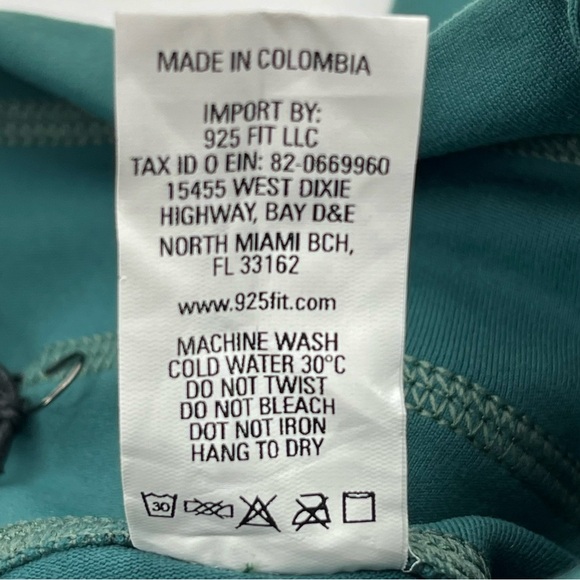 MADE IN COLOMBIA
IMPORT BY:
925 FIT LLC
TAX ID O EIN: 82-0669960
15455 WEST DIXIE
HIGHWAY, BAY D&E
NORTH MIAMI BCH,
FL 33162
www.925fit.com
MACHINE WASH
COLD WATER 30°C
DO NOT TWIST
DO NOT BLEACH
DOT NOT IRON
HANG TO DRY
30